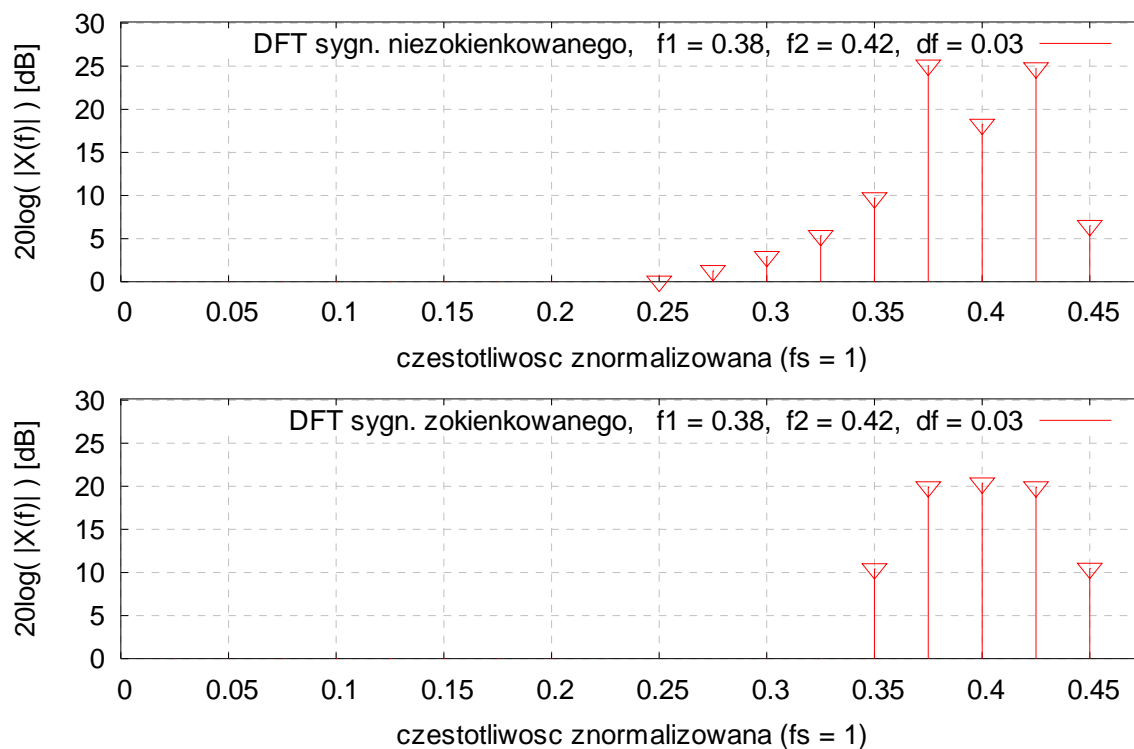 DFT sygn. niezokienkowanego, f1 = 0.38, f2 = 0.42, df = 0.03
20log( |X(f)| ) [dB]
30
25
20
15
10
5
0
0 0.05 0.1 0.15 0.2 0.25 0.3 0.35 0.4 0.45
czestotliwosc znormalizowana (fs = 1)
DFT sygn. zokienkowanego, f1 = 0.38, f2 = 0.42, df = 0.03
20log( |X(f)| ) [dB]
30
25
20
15
10
5
0
0 0.05 0.1 0.15 0.2 0.25 0.3 0.35 0.4 0.45
czestotliwosc znormalizowana (fs = 1)